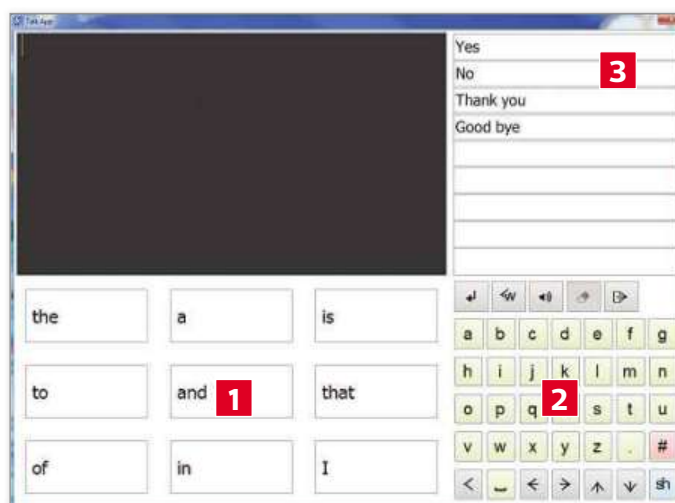 Talk App
Yes
No
3
Thank you
Good bye
the a is
to and 1 that
of in I
W
a b c d e f g
h i j k l m n
o p q 2 s t u
v w x y z . #
< ← → ↑ ↓ sh